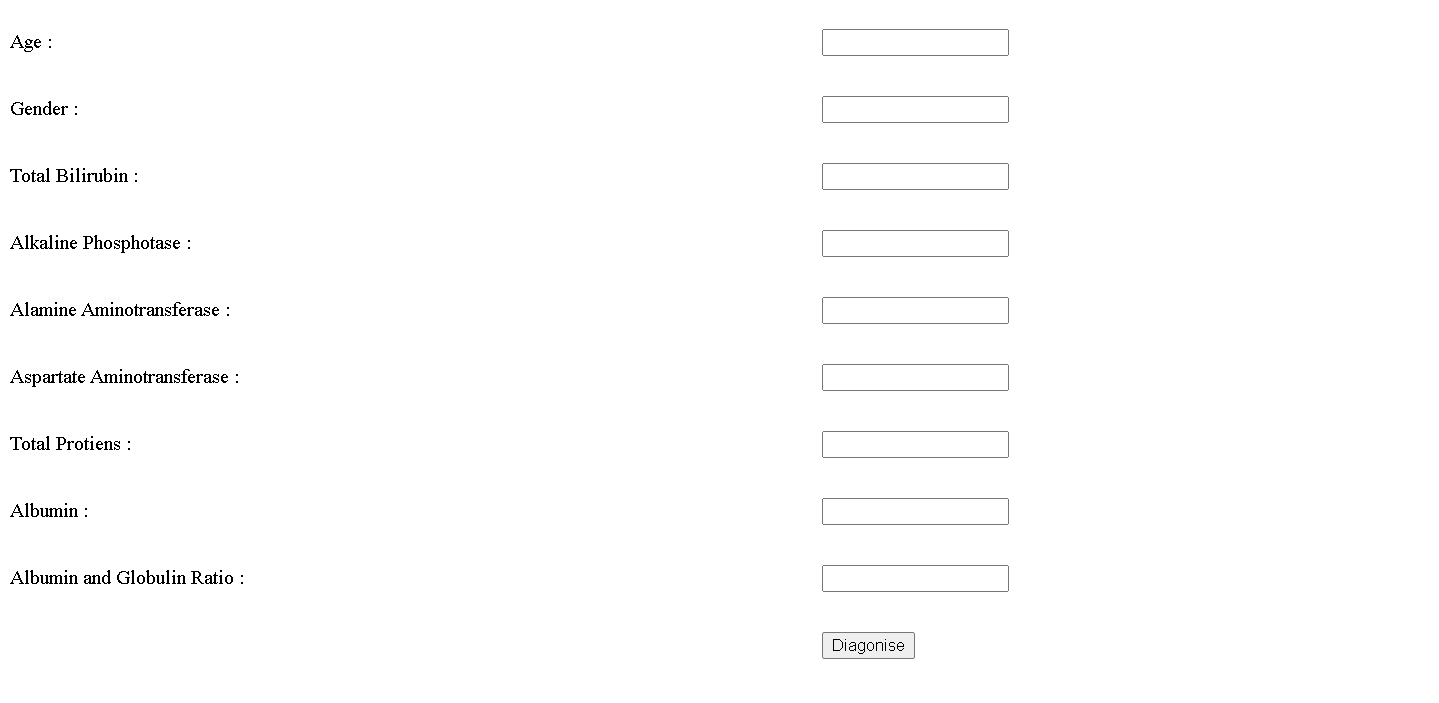 Age :
Gender :
Total Bilirubin :
Alkaline Phosphotase :
Alamine Aminotransferase :
Aspartate Aminotransferase :
Total Protiens :
Albumin :
Albumin and Globulin Ratio :
Diagonise